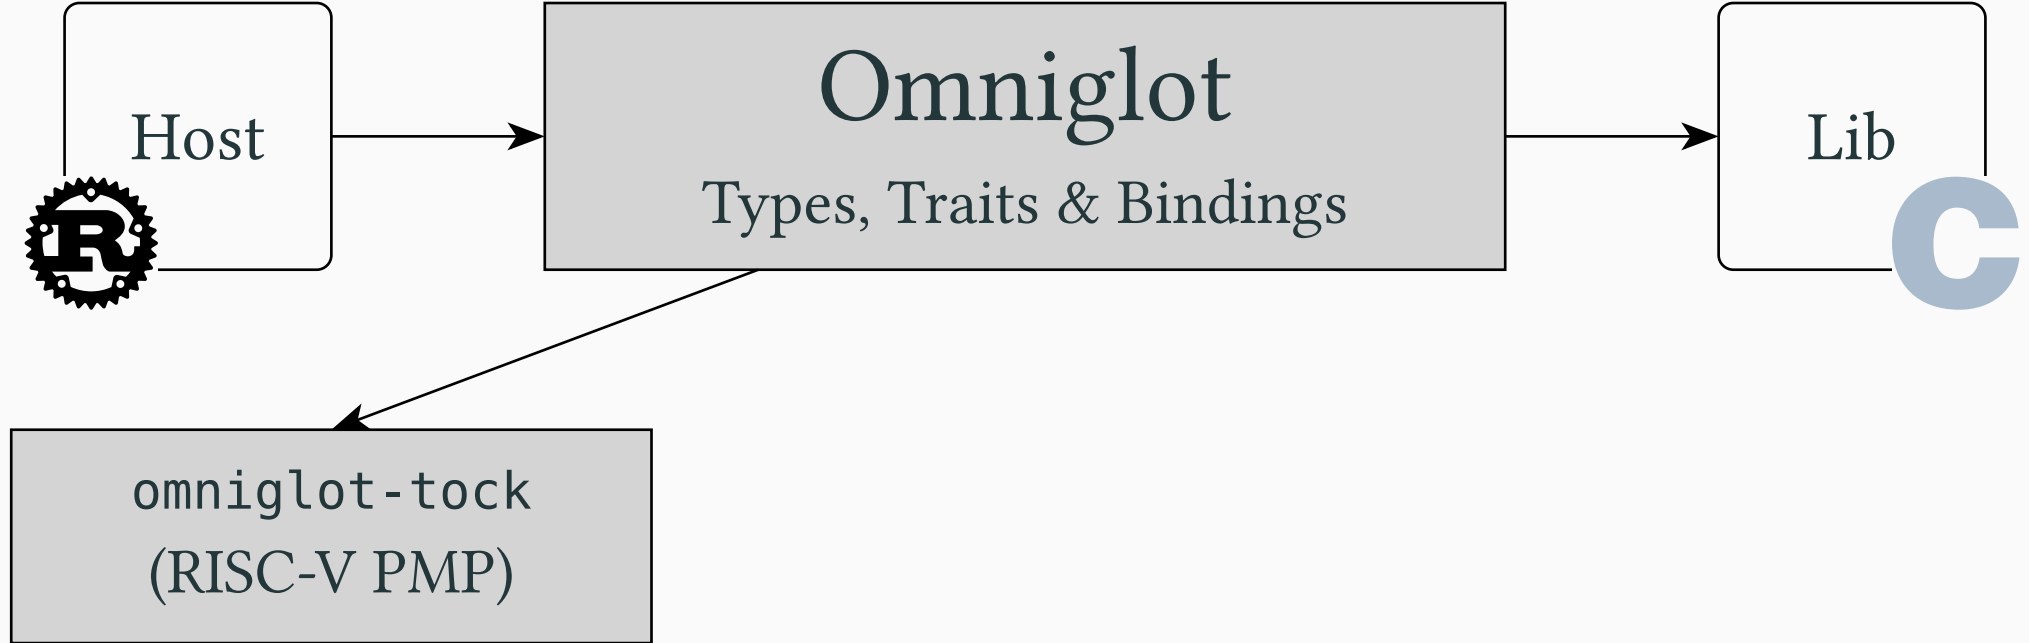 Host
Omniglot
Types, Traits & Bindings
Lib
R
C
omniglot-tock
(RISC-V PMP)